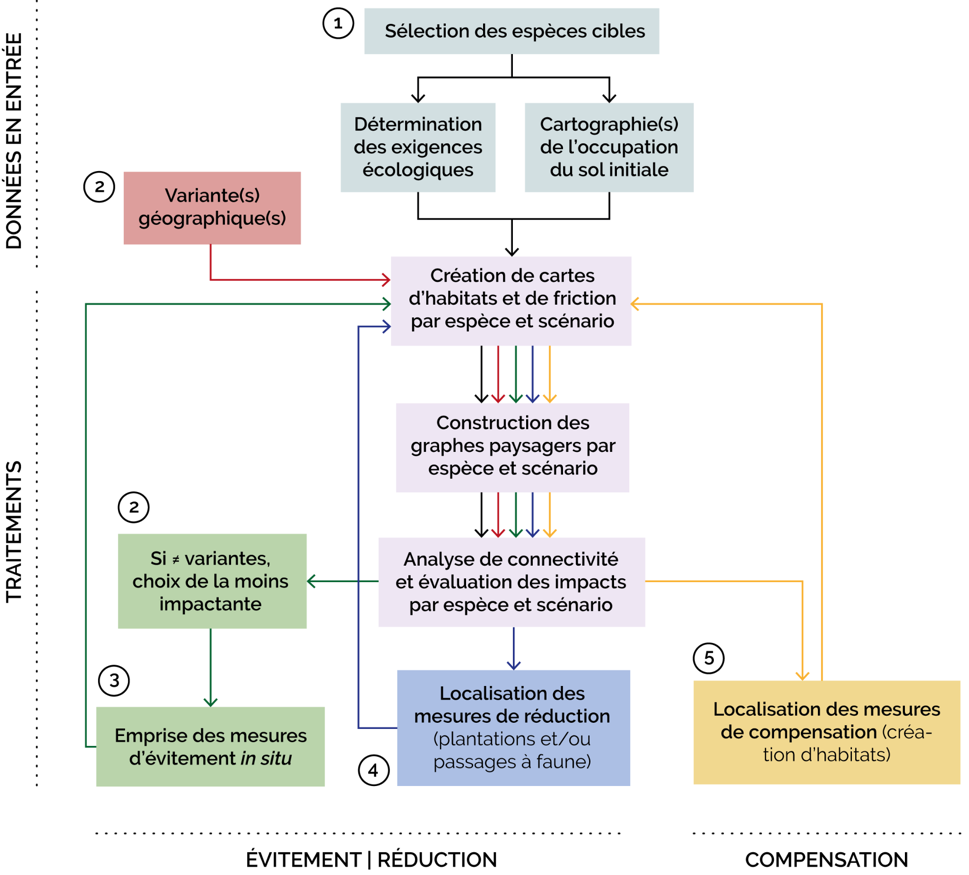 DONNÉES EN ENTRÉE
1
Sélection des espèces cibles
Détermination
des exigences
écologiques
Cartographie(s)
de l'occupation
du sol initiale
2
Variante(s)
géographique(s)
Création de cartes
d'habitats et de friction
par espèce et scénario
TRAITEMENTS
Construction des
graphes paysagers par
espèce et scénario
2
Si ≠ variantes,
choix de la moins
impactante
Analyse de connectivité
et évaluation des impacts
par espèce et scénario
3
Emprise des mesures
d'évitement in situ
4
Localisation des
mesures de réduction
(plantations et/ou
passages à faune)
5
Localisation des mesures
de compensation (créa-
tion d'habitats)
ÉVITEMENT | RÉDUCTION
COMPENSATION